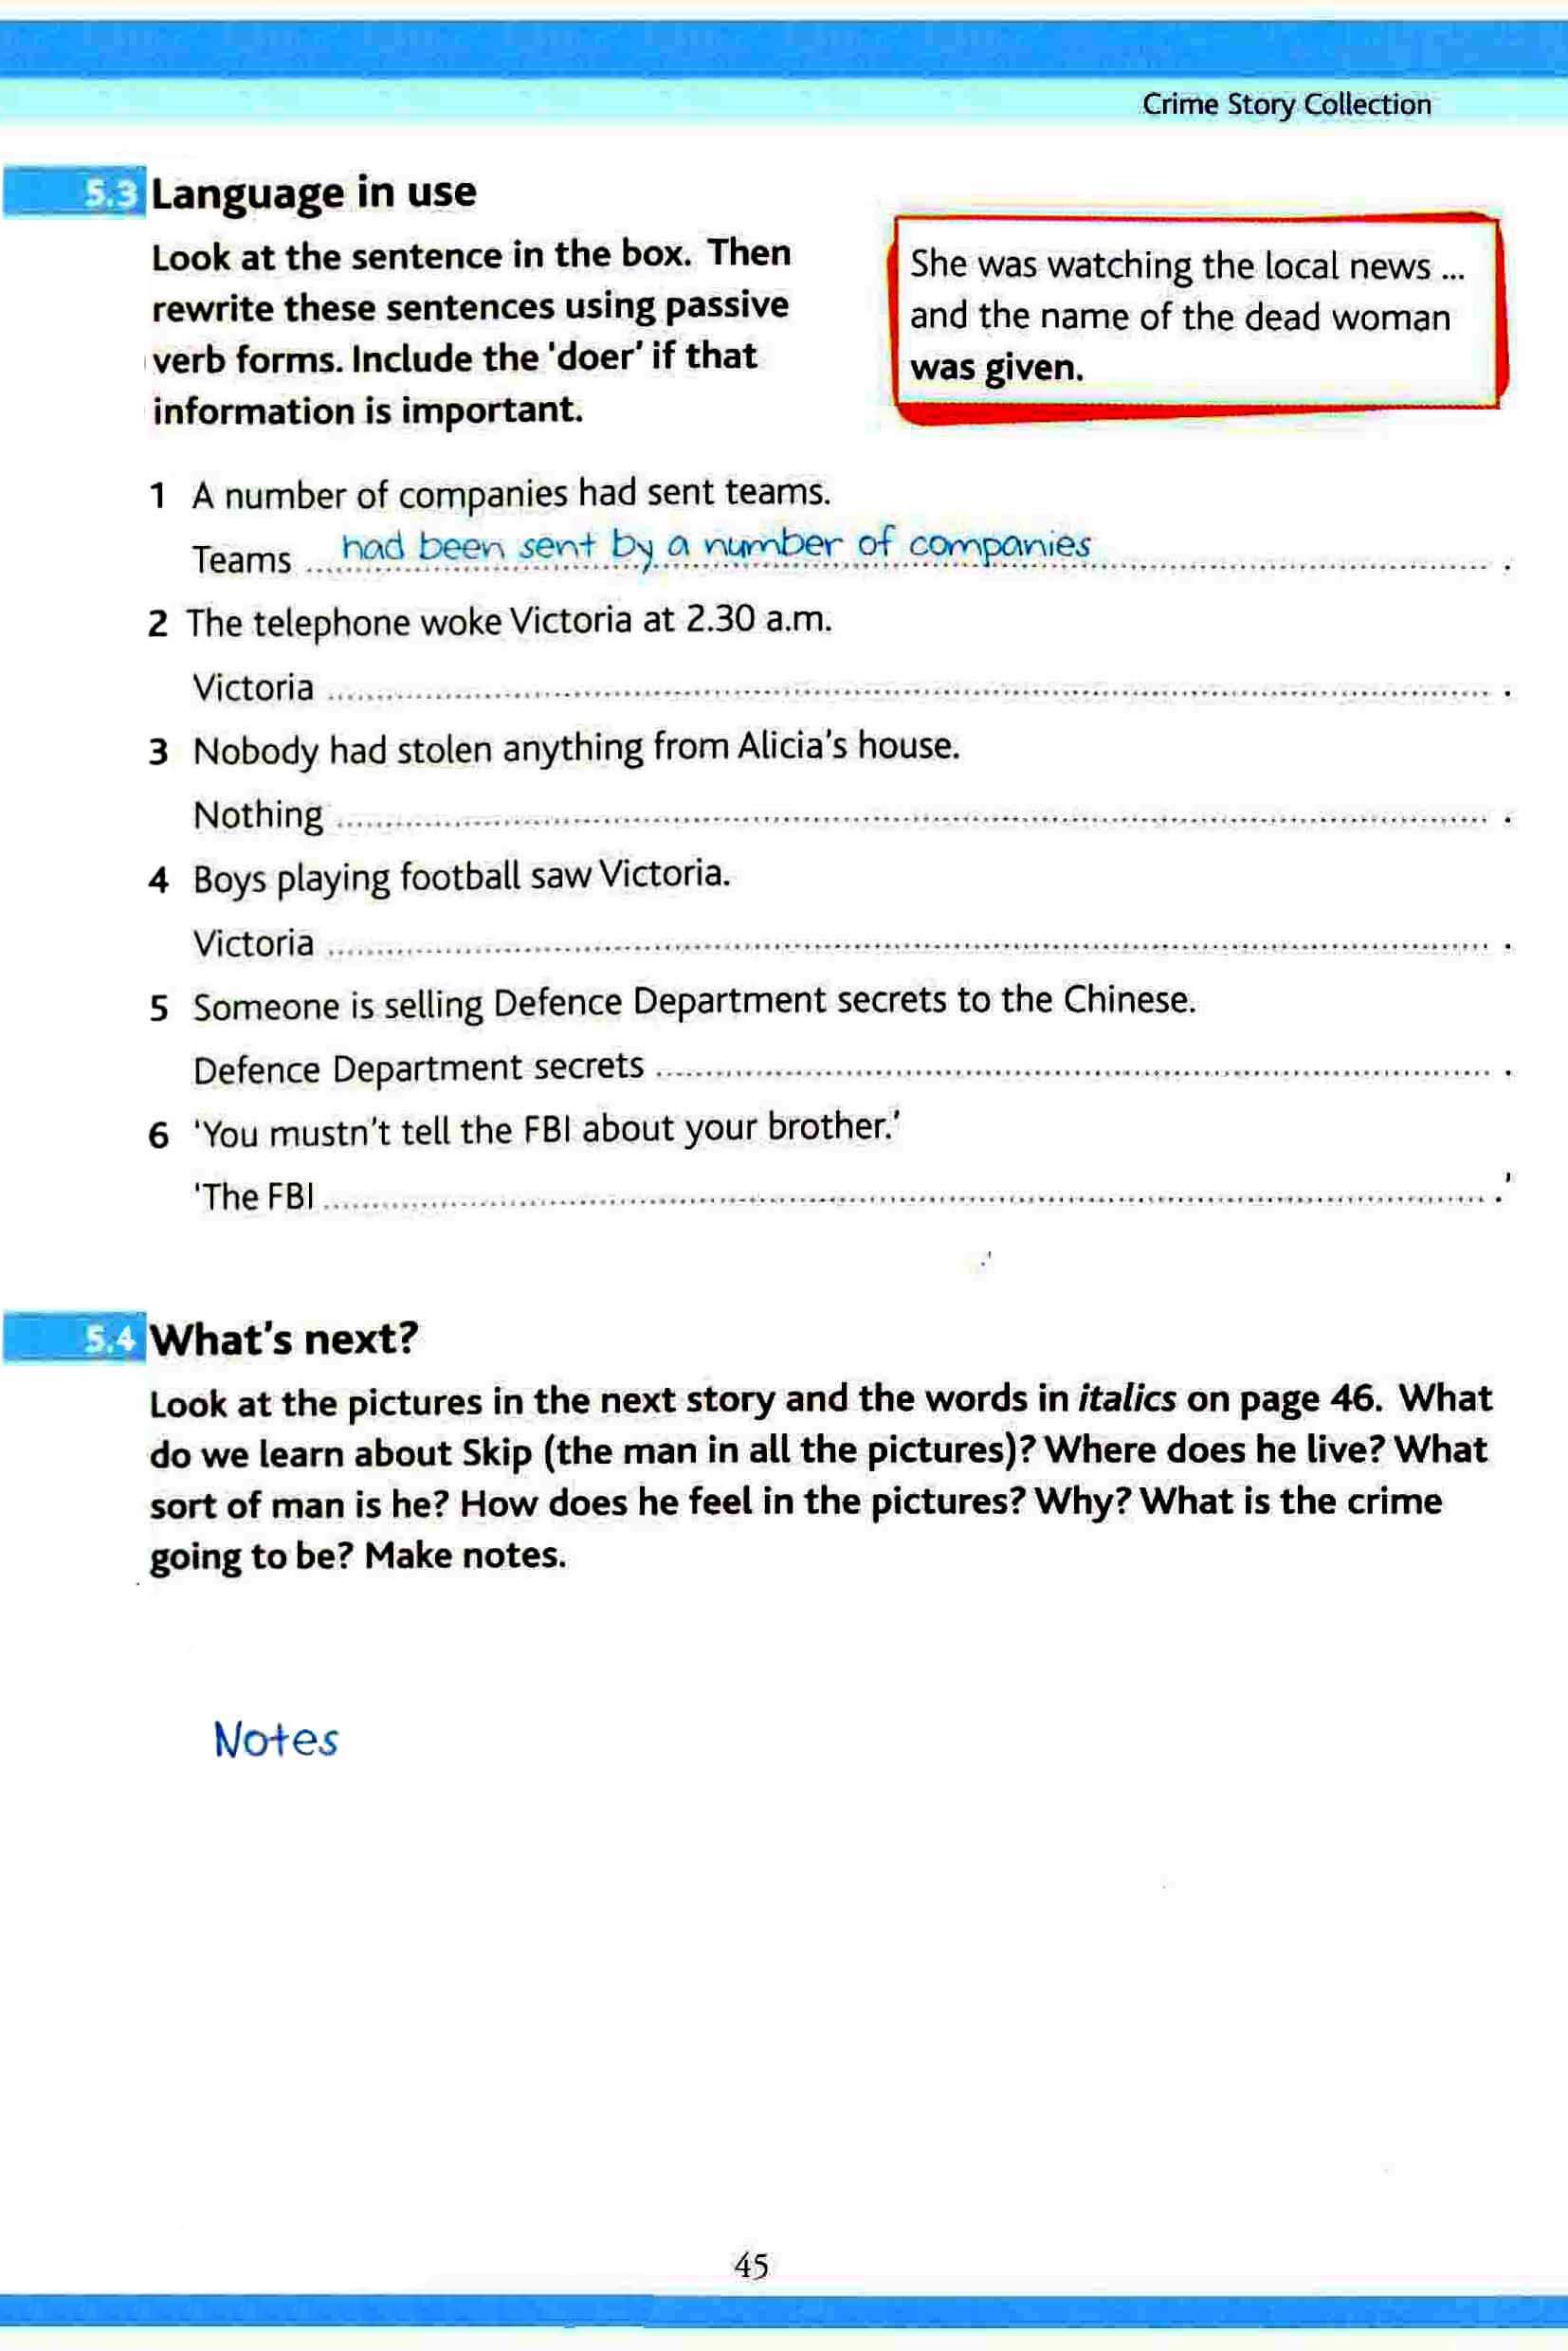 Crime Story Collection
5.3 Language in use
Look at the sentence in the box. Then
rewrite these sentences using passive
verb forms. Include the 'doer' if that
information is important.
She was watching the local news ...
and the name of the dead woman
was given.
1 A number of companies had sent teams.
Teams had been sent by a number of companies .
2 The telephone woke Victoria at 2.30 a.m.
Victoria .
3 Nobody had stolen anything from Alicia's house.
Nothing .
4 Boys playing football saw Victoria.
Victoria .
5 Someone is selling Defence Department secrets to the Chinese.
Defence Department secrets .
6 'You mustn't tell the FBI about your brother.'
'The FBI .'
5.4 What's next?
Look at the pictures in the next story and the words in italics on page 46. What
do we learn about Skip (the man in all the pictures)? Where does he live? What
sort of man is he? How does he feel in the pictures? Why? What is the crime
going to be? Make notes.
Notes
45